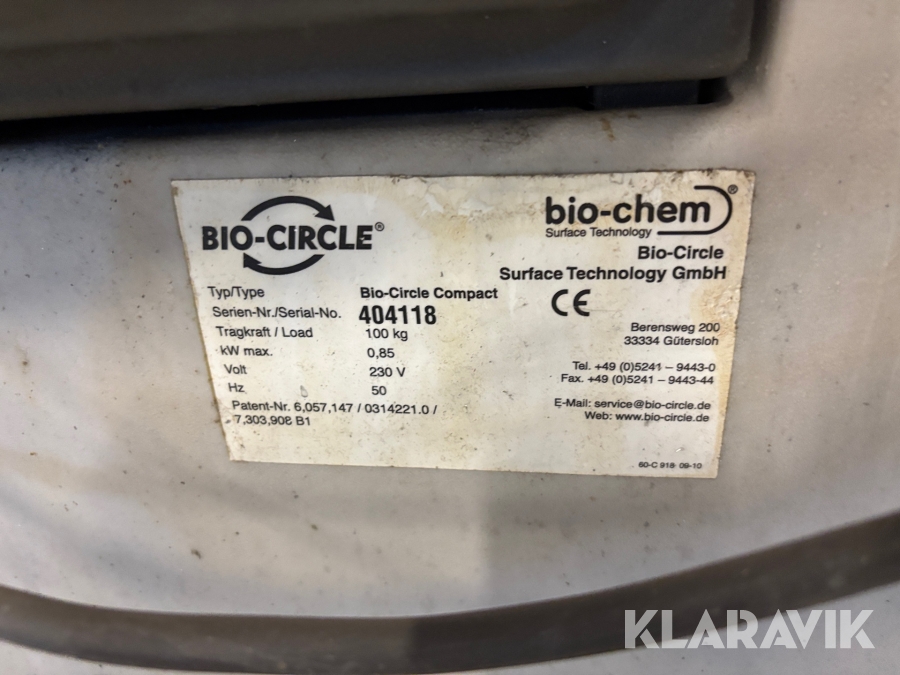 BIO-CIRCLE®
bio-chem®
Surface Technology
Bio-Circle
Surface Technology GmbH
Typ/Type Bio-Circle Compact
Serien-Nr./Serial-No. 404118
Tragkraft / Load 100 kg
kW max. 0,85
Volt 230 V
Hz 50
Patent-Nr. 6,057,147 / 0314221.0 /
7,303,908 B1
CE
Berensweg 200
33334 Gütersloh
Tel. +49 (0)5241 – 9443-0
Fax. +49 (0)5241 – 9443-44
E-Mail: service@bio-circle.de
Web: www.bio-circle.de
60-C 918 09-10
KLARAVIK